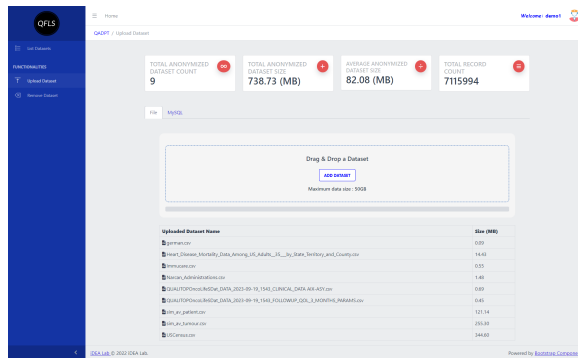 QFLS
Home
Welcome: demo1
QADPT / Upload Dataset
List Datasets
FUNCTIONALITIES
Upload Dataset
Remove Dataset
TOTAL ANONYMIZED
DATASET COUNT
9
TOTAL ANONYMIZED
DATASET SIZE
738.73 (MB)
AVERAGE ANONYMIZED
DATASET SIZE
82.08 (MB)
TOTAL RECORD
COUNT
7115994
File MySQL
Drag & Drop a Dataset
ADD DATASET
Maximum data size : 50GB
Uploaded Dataset Name Size (MB)
german.csv 0.09
Heart_Disease_Mortality_Data_Among_US_Adults__35__by_State_Territory_and_County.csv 14.43
Immucare.csv 0.55
Narcan_Administrations.csv 1.48
QUALITOPOncoLifeSDat_DATA_2023-09-19_1543_CLINICAL_DATA-AIX-ASY.csv 0.69
QUALITOPOncoLifeSDat_DATA_2023-09-19_1543_FOLLOWUP_QOL_3_MONTHS_PARAMS.csv 0.45
sim_av_patient.csv 121.14
sim_av_tumour.csv 255.30
USCensus.csv 344.60
IDEA Lab © 2022 IDEA Lab. Powered by Bootstrap Compose